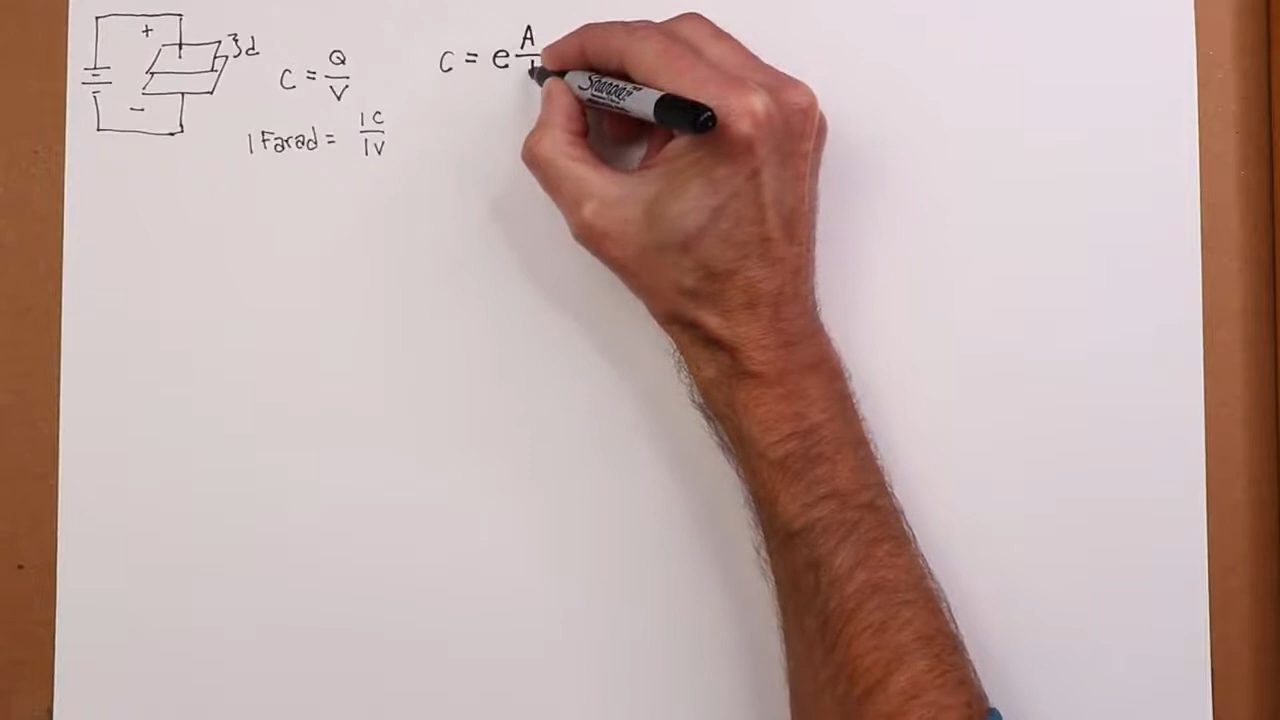 +
3d
C = Q/V
-
1 Farad = 1C/1V
C = e A/
Sharpie